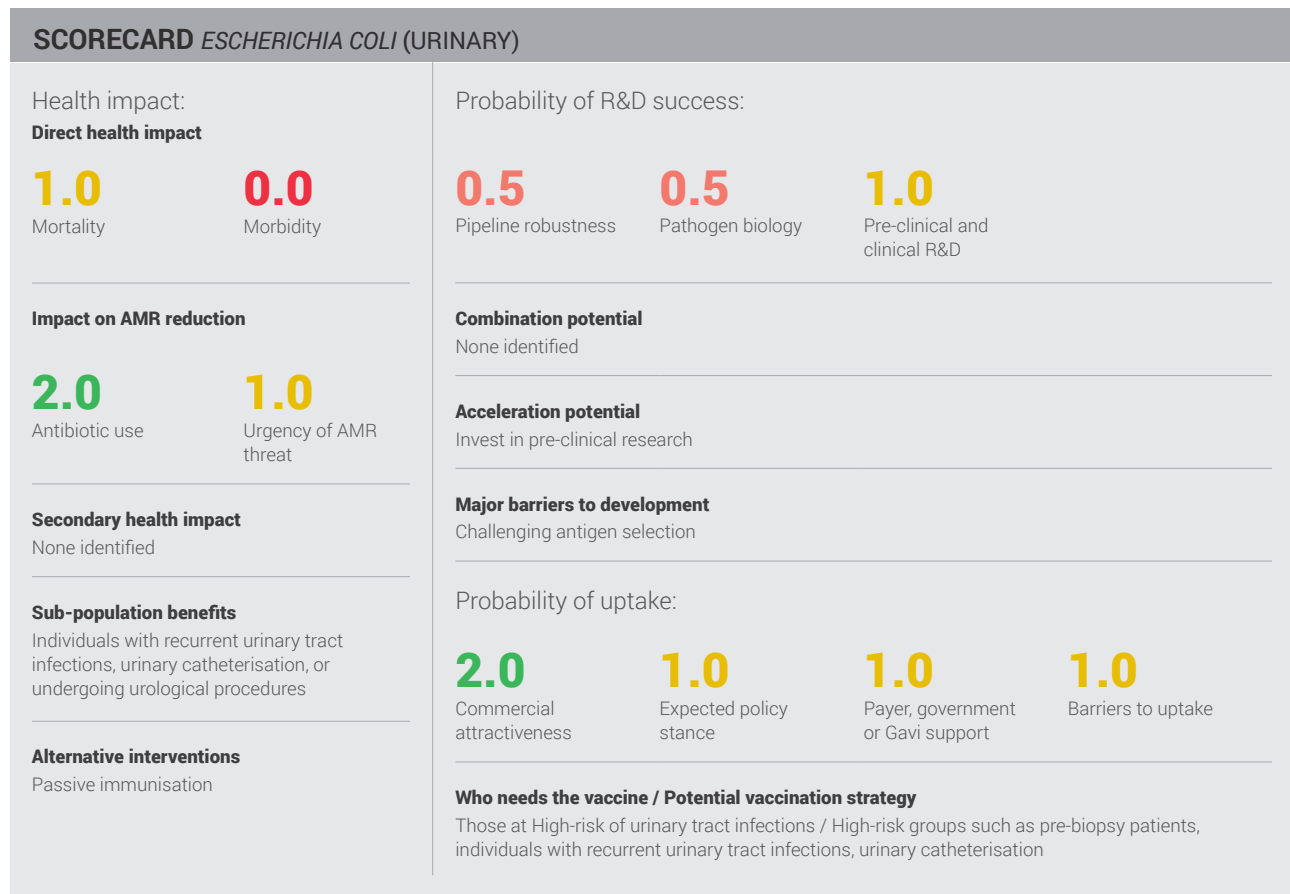 SCORECARD ESCHERICHIA COLI (URINARY)
Health impact:
Direct health impact
1.0
Mortality
0.0
Morbidity
Impact on AMR reduction
2.0
Antibiotic use
1.0
Urgency of AMR
threat
Secondary health impact
None identified
Sub-population benefits
Individuals with recurrent urinary tract
infections, urinary catheterisation, or
undergoing urological procedures
Alternative interventions
Passive immunisation
Probability of R&D success:
0.5
Pipeline robustness
0.5
Pathogen biology
1.0
Pre-clinical and
clinical R&D
Combination potential
None identified
Acceleration potential
Invest in pre-clinical research
Major barriers to development
Challenging antigen selection
Probability of uptake:
2.0
Commercial
attractiveness
1.0
Expected policy
stance
1.0
Payer, government
or Gavi support
1.0
Barriers to uptake
Who needs the vaccine / Potential vaccination strategy
Those at High-risk of urinary tract infections / High-risk groups such as pre-biopsy patients,
individuals with recurrent urinary tract infections, urinary catheterisation